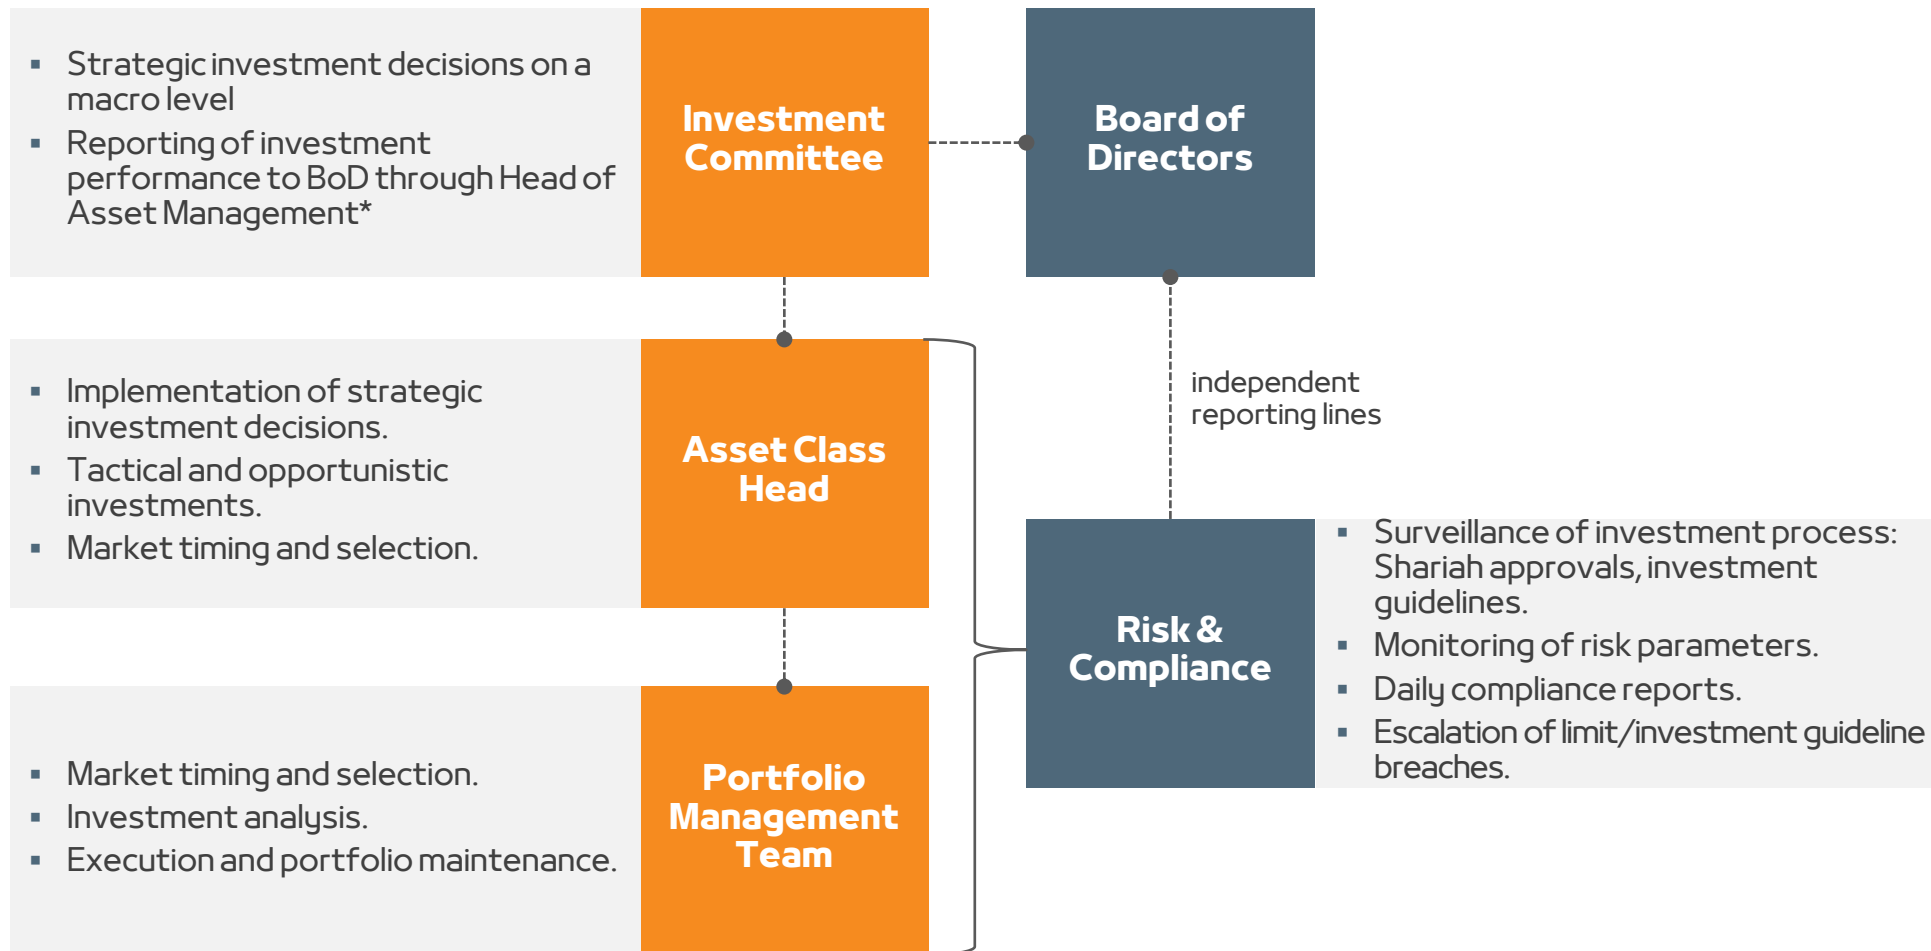 ▪ Strategic investment decisions on a
macro level
▪ Reporting of investment
performance to BoD through Head of
Asset Management*
Investment
Committee
Board of
Directors
▪ Implementation of strategic
investment decisions.
▪ Tactical and opportunistic
investments.
▪ Market timing and selection.
Asset Class
Head
independent
reporting lines
Risk &
Compliance
▪ Surveillance of investment process:
Shariah approvals, investment
guidelines.
▪ Monitoring of risk parameters.
▪ Daily compliance reports.
▪ Escalation of limit/investment guideline
breaches.
▪ Market timing and selection.
▪ Investment analysis.
▪ Execution and portfolio maintenance.
Portfolio
Management
Team